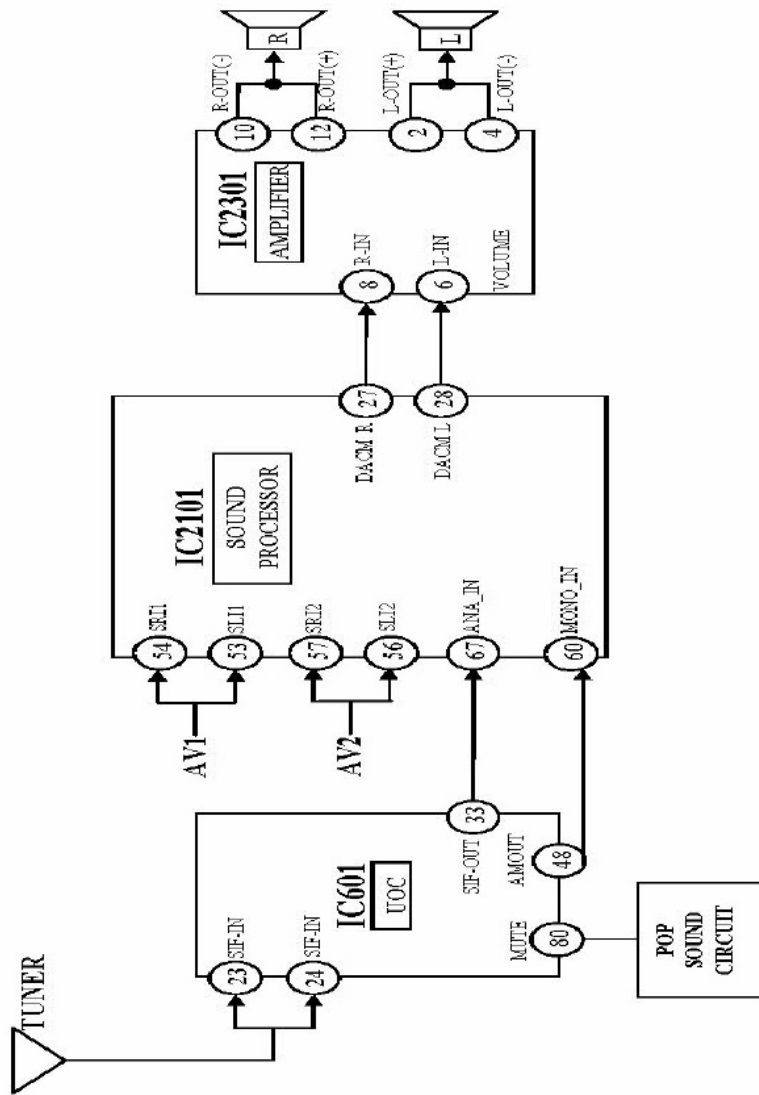 TUNER
23
SIF-IN
24
SIF-IN
IC601
UOC
SIF-OUT
33
AMOUT
48
MUTE
80
POP
SOUND
CIRCUIT
AV1
AV2
54
SRI1
53
SLI1
57
SRI2
56
SLI2
67
ANA_IN
60
MONO_IN
IC2101
SOUND
PROCESSOR
DACM R
27
DACM L
28
8
R-IN
6
L-IN
VOLUME
IC2301
AMPLIFIER
10
R-OUT(-)
12
R-OUT(+)
2
L-OUT(+)
4
L-OUT(-)
R
L